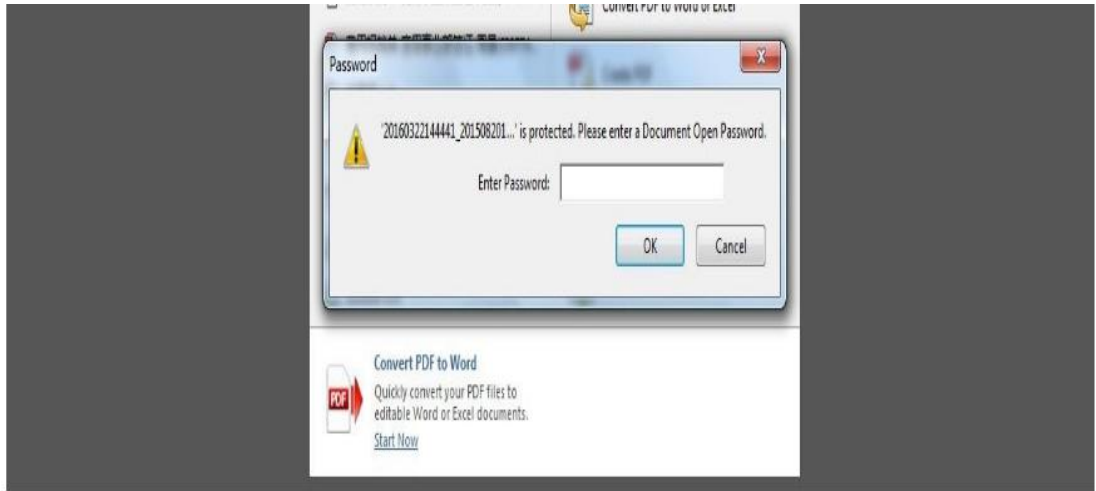 Convert PDF to Word or Excel
Password
X
'20160322144441_201508201...' is protected. Please enter a Document Open Password.
Enter Password:
OK
Cancel
Convert PDF to Word
PDF
Quickly convert your PDF files to
editable Word or Excel documents.
Start Now